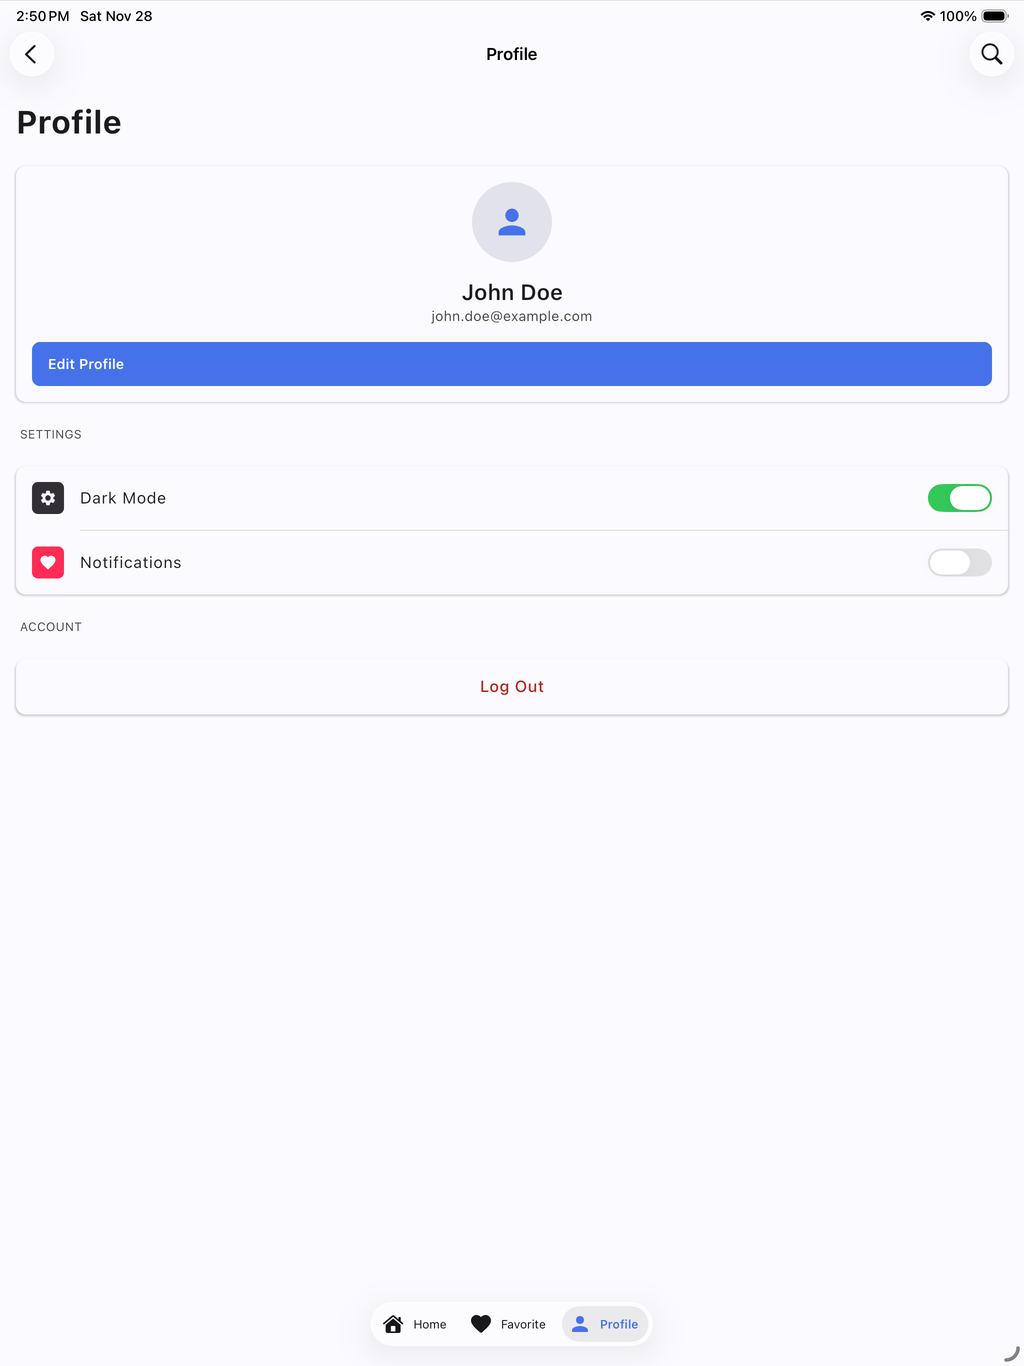 2:50 PM Sat Nov 28 100%
Profile
Profile
John Doe
john.doe@example.com
Edit Profile
SETTINGS
Dark Mode
Notifications
ACCOUNT
Log Out
Home Favorite Profile